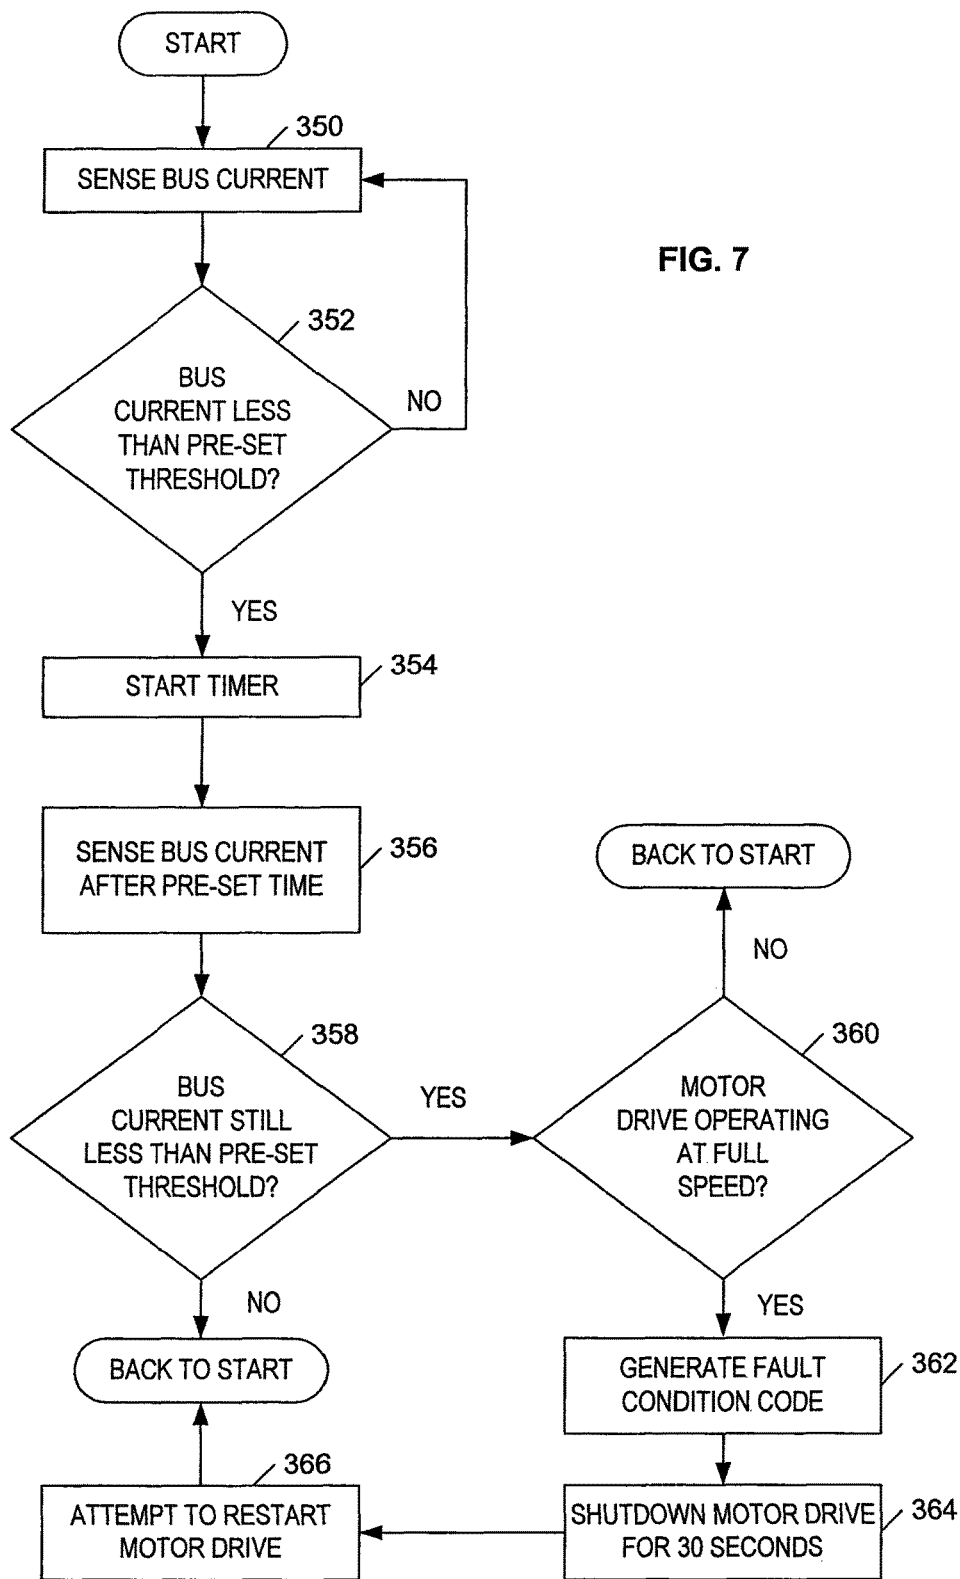 START
350
SENSE BUS CURRENT
FIG. 7
352
BUS
CURRENT LESS
THAN PRE-SET
THRESHOLD?
NO
YES
354
START TIMER
356
SENSE BUS CURRENT
AFTER PRE-SET TIME
BACK TO START
NO
358
BUS
CURRENT STILL
LESS THAN PRE-SET
THRESHOLD?
YES
360
MOTOR
DRIVE OPERATING
AT FULL
SPEED?
NO
YES
BACK TO START
GENERATE FAULT
CONDITION CODE
362
366
ATTEMPT TO RESTART
MOTOR DRIVE
SHUTDOWN MOTOR DRIVE
FOR 30 SECONDS
364